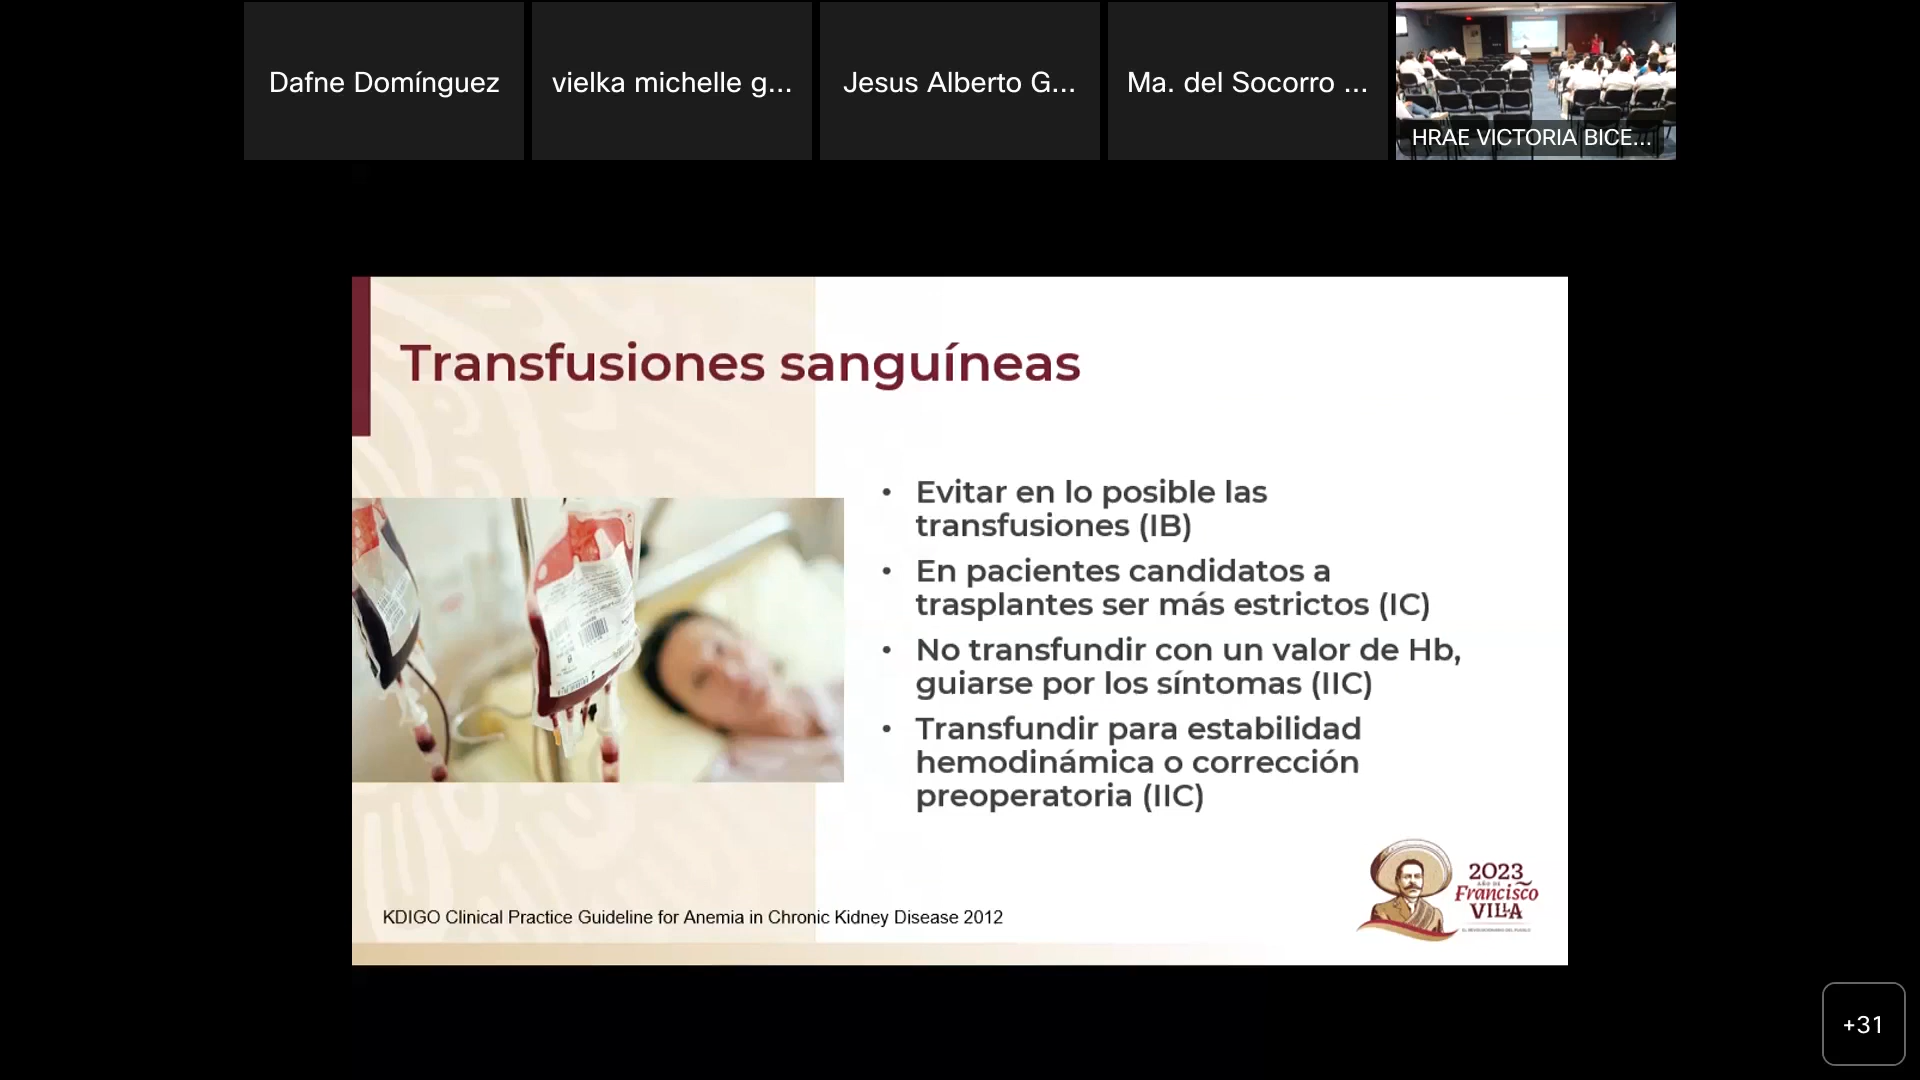 Dafne Domínguez
vielka michelle g...
Jesus Alberto G...
Ma. del Socorro ...
HRAE VICTORIA BICE...
Transfusiones sanguíneas
• Evitar en lo posible las
transfusiones (IB)
• En pacientes candidatos a
trasplantes ser más estrictos (IC)
• No transfundir con un valor de Hb,
guiarse por los síntomas (IIC)
• Transfundir para estabilidad
hemodinámica o corrección
preoperatoria (IIC)
2023
AÑO DE
Francisco
VILLA
KDIGO Clinical Practice Guideline for Anemia in Chronic Kidney Disease 2012
+31